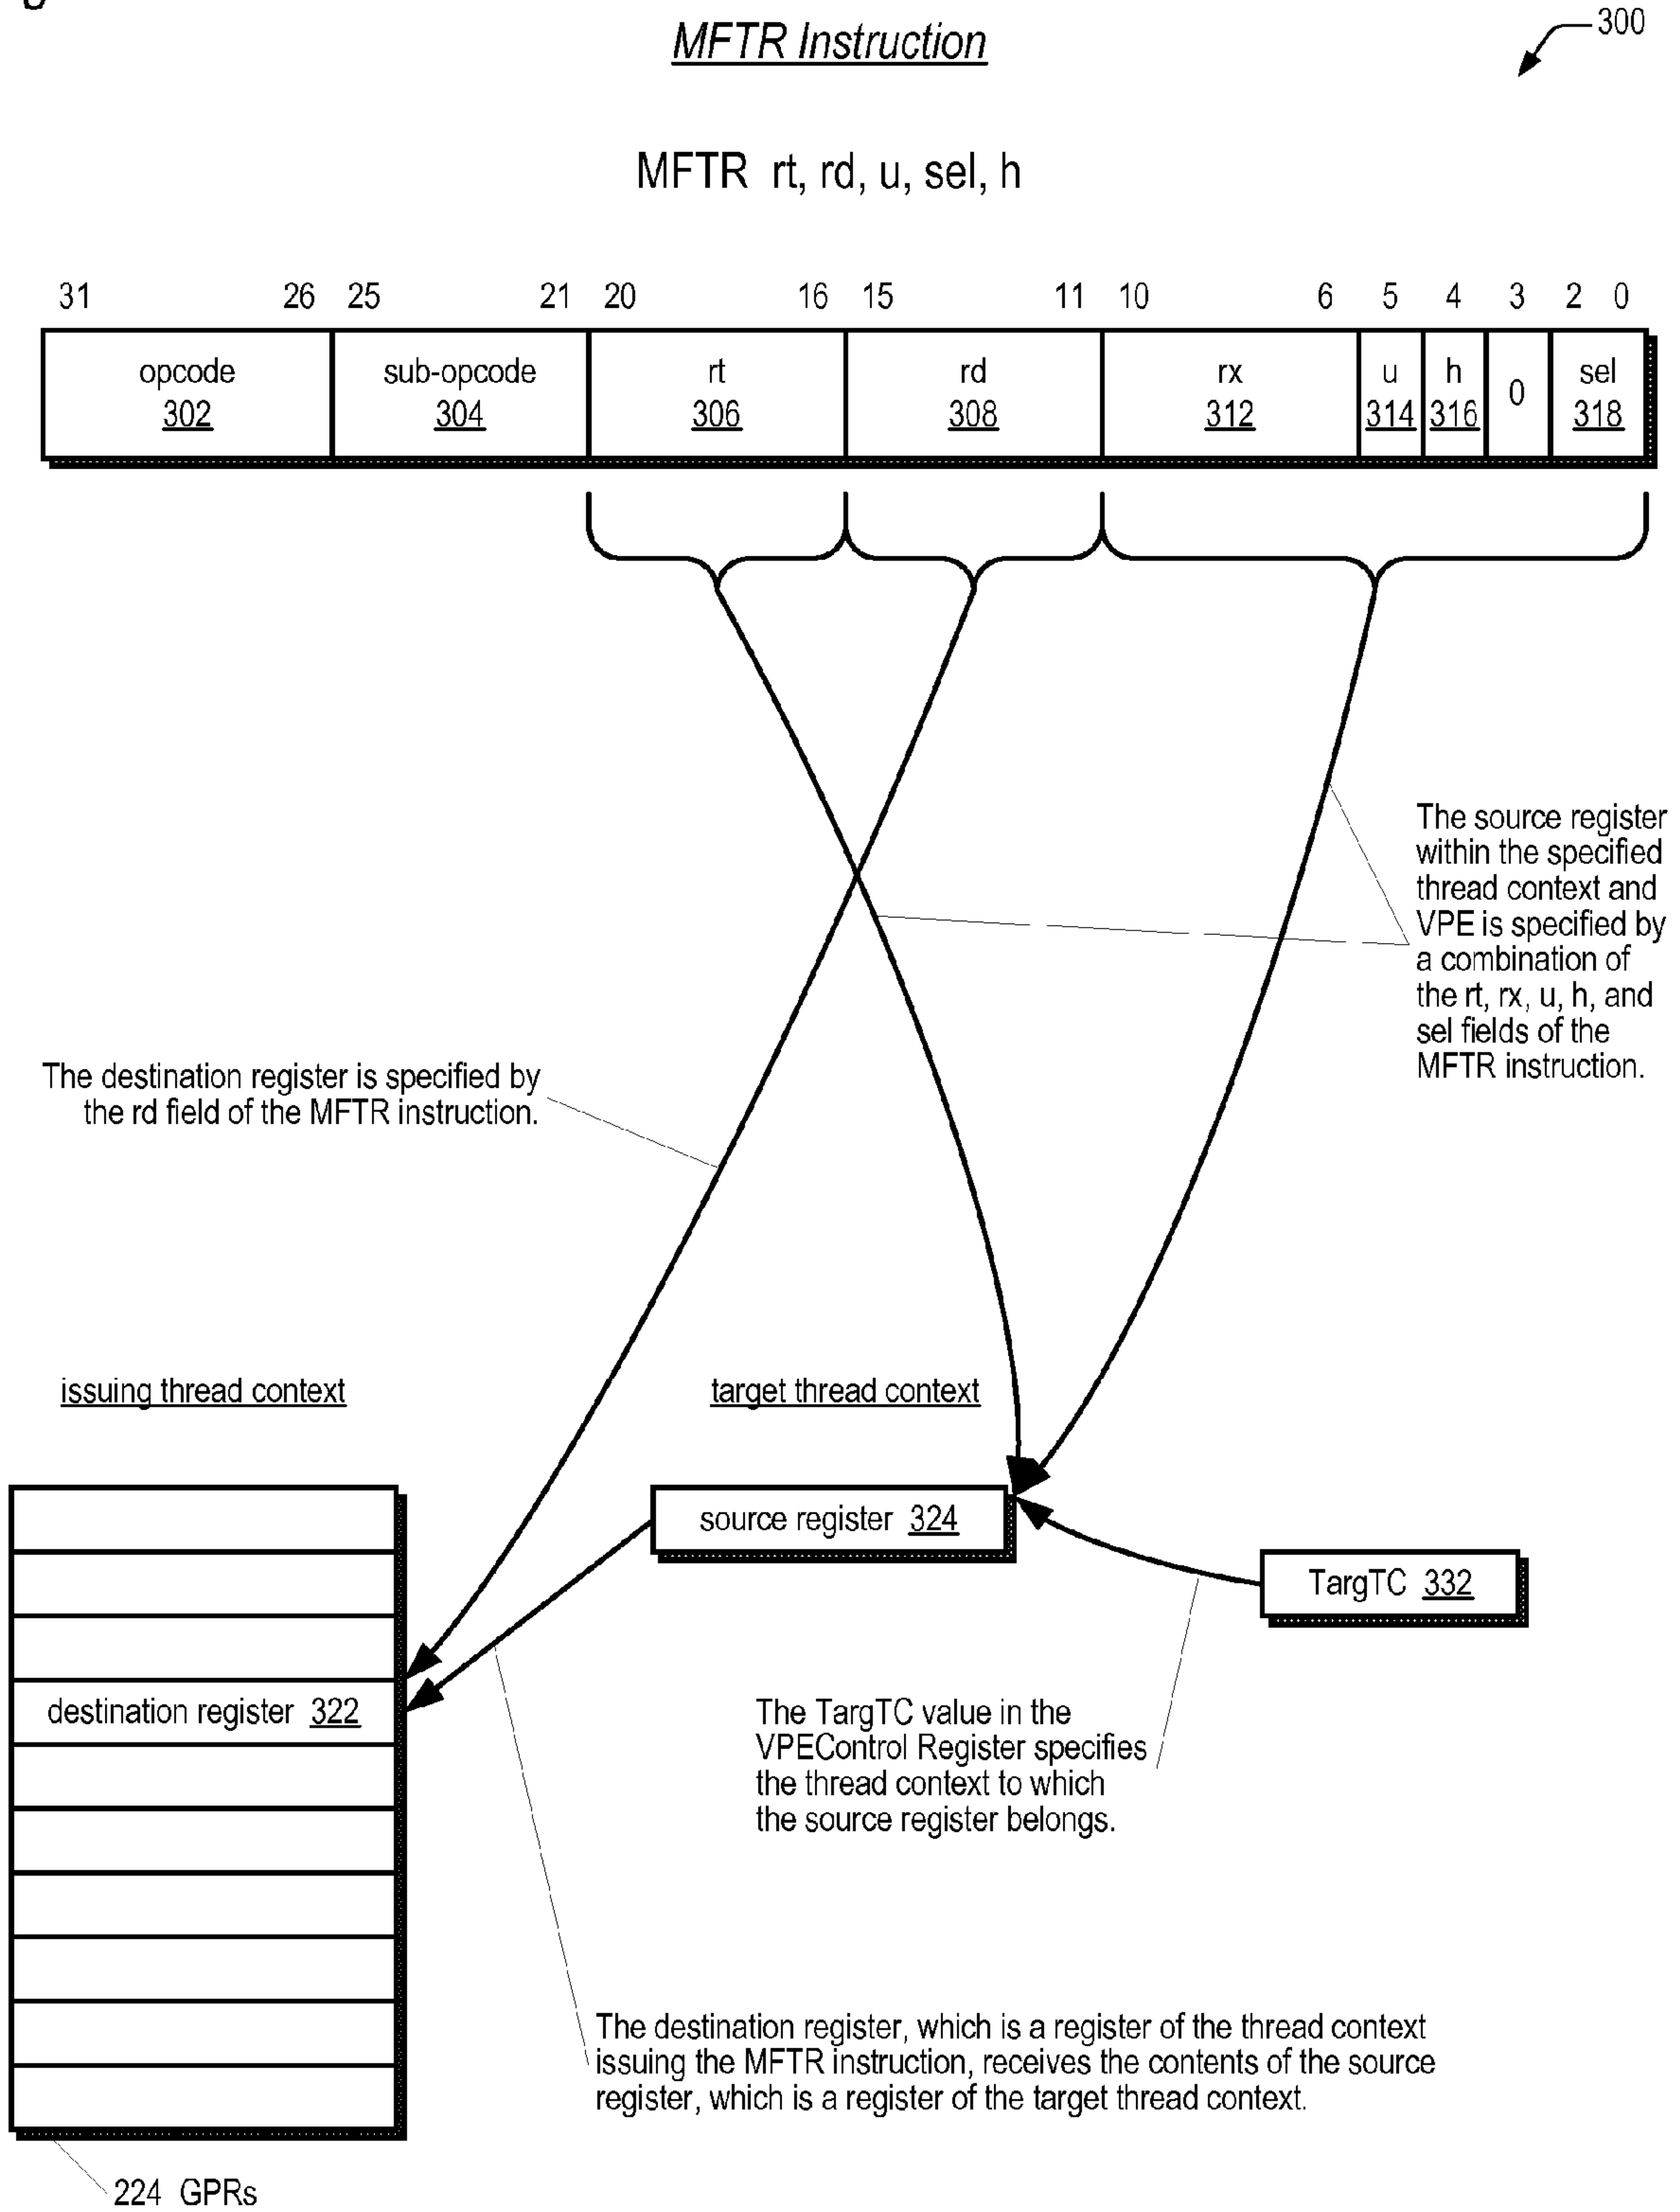 MFTR Instruction
300
MFTR rt, rd, u, sel, h
31 26 25 21 20 16 15 11 10 6 5 4 3 2 0
opcode sub-opcode rt rd rx u h 0 sel
302 304 306 308 312 314 316 318
The source register
within the specified
thread context and
VPE is specified by
a combination of
the rt, rx, u, h, and
sel fields of the
MFTR instruction.
The destination register is specified by
the rd field of the MFTR instruction.
issuing thread context
target thread context
source register 324
TargTC 332
destination register 322
The TargTC value in the
VPEControl Register specifies
the thread context to which
the source register belongs.
The destination register, which is a register of the thread context
issuing the MFTR instruction, receives the contents of the source
register, which is a register of the target thread context.
224 GPRs